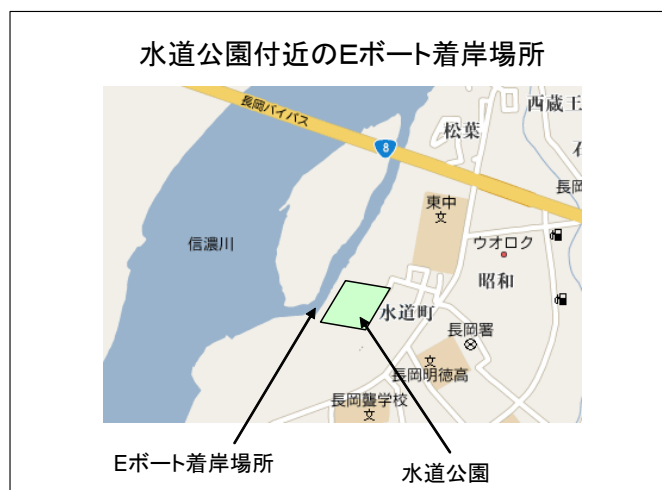 水道公園付近のEボート着岸場所
長岡バイパス
8
松葉
西蔵王
長岡
東中
文
信濃川
ウオロク
昭和
水道町
長岡署
文
長岡明徳高
長岡聾学校
文
Eボート着岸場所
水道公園